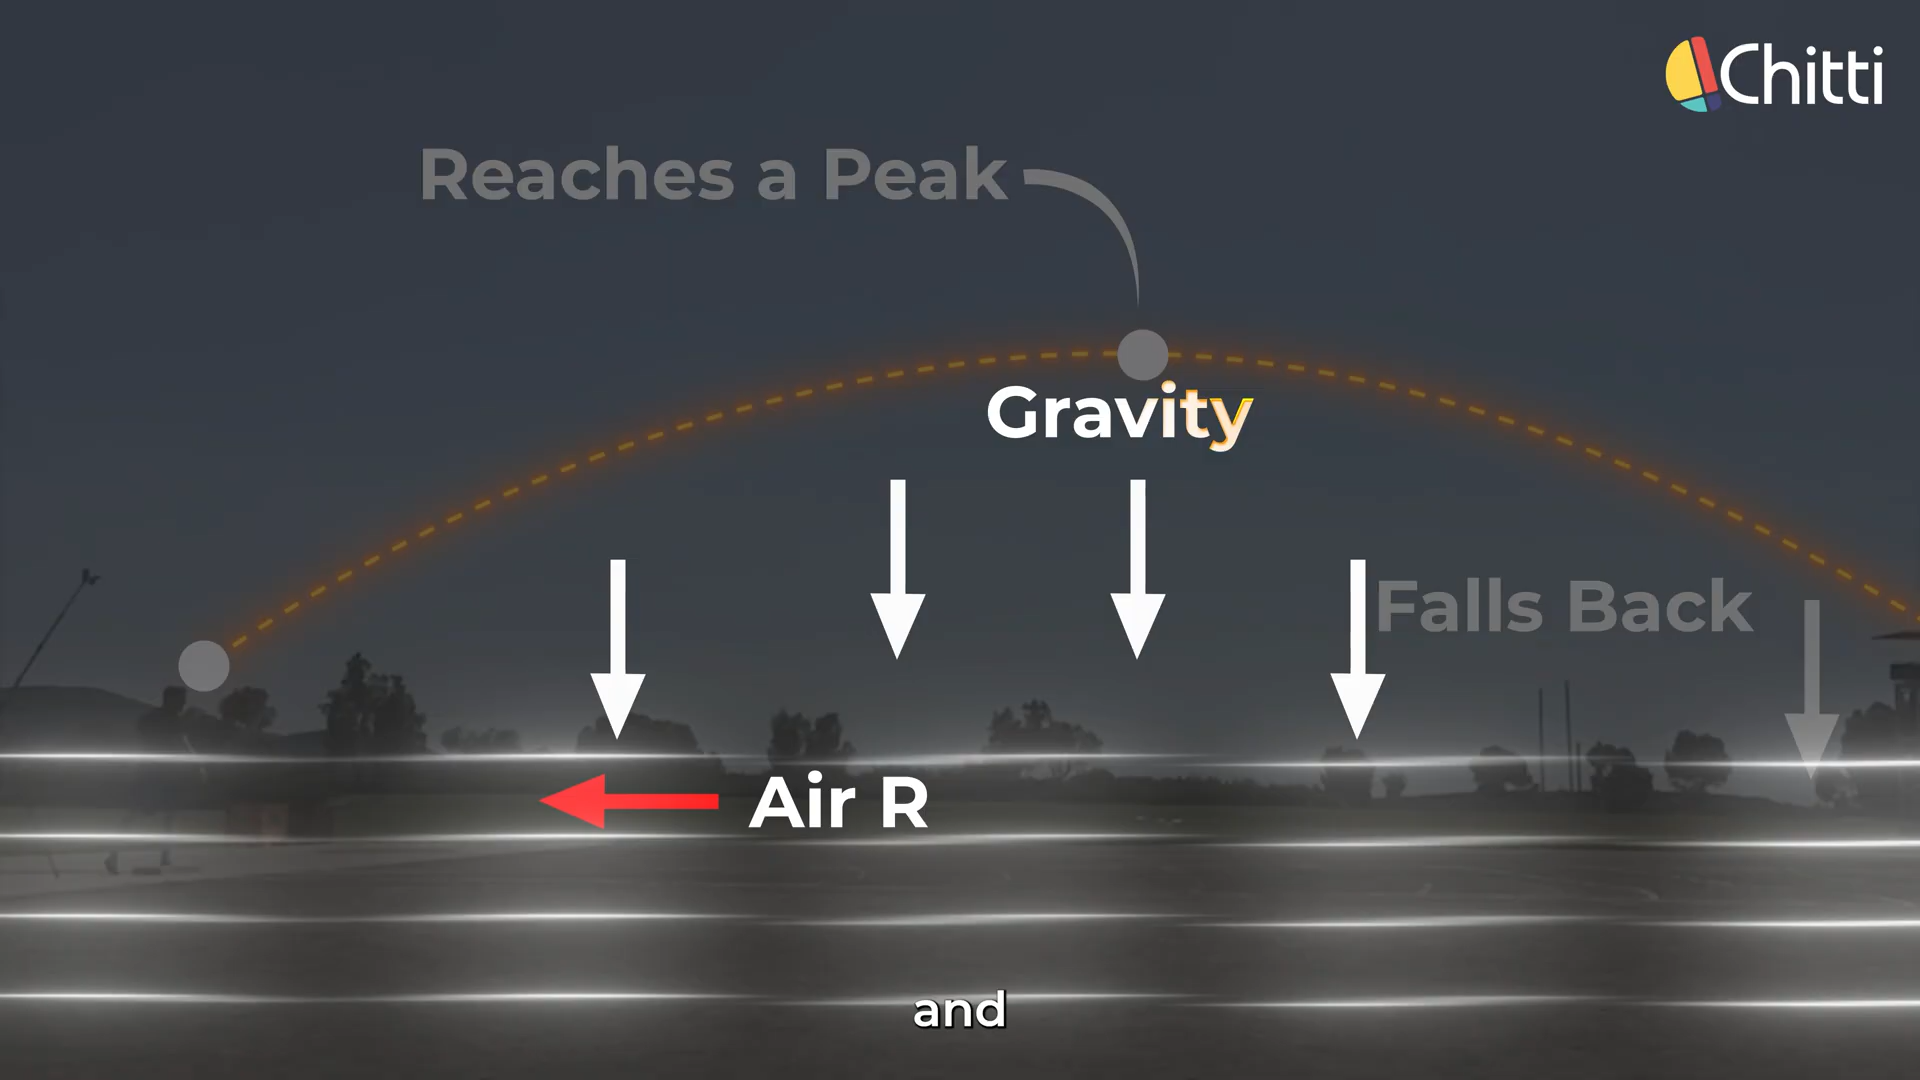 Chitti
Reaches a Peak
Gravity
Falls Back
Air R
and